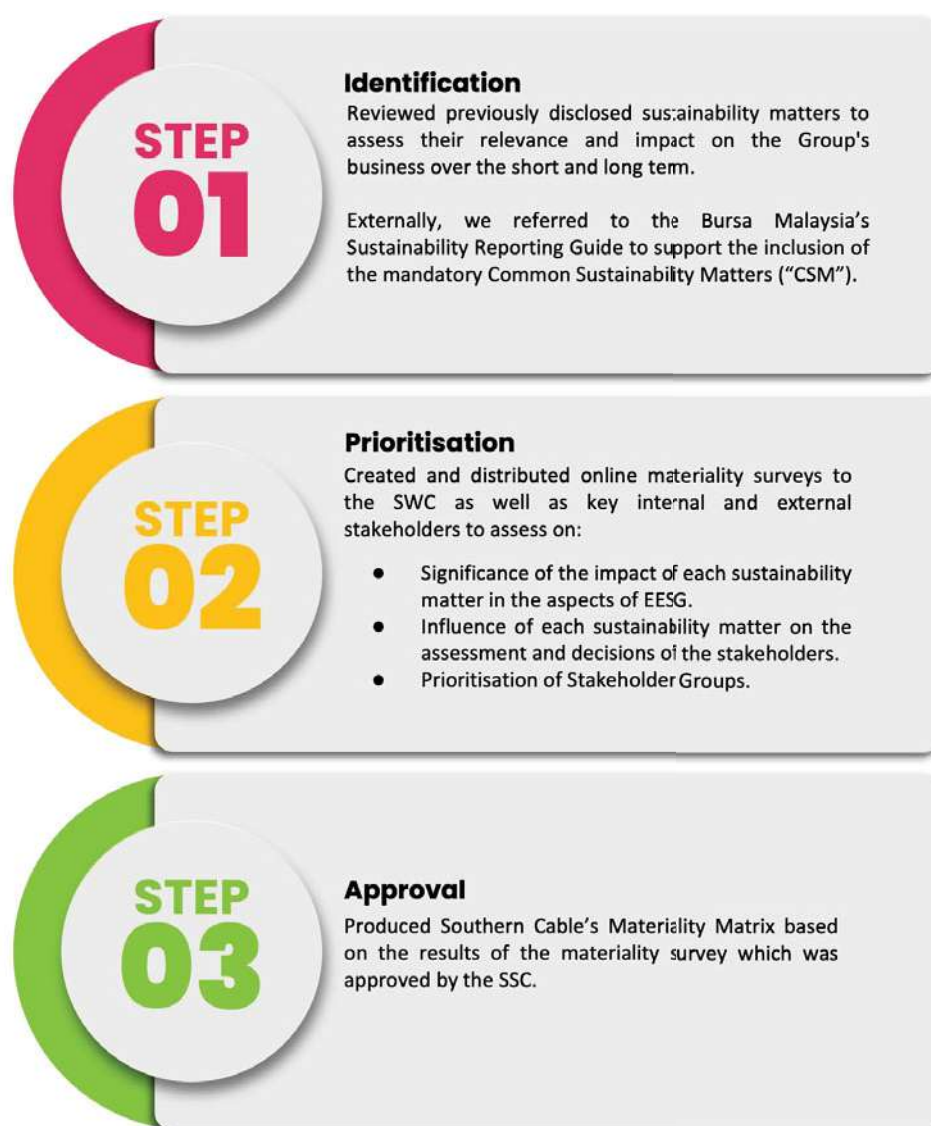 STEP
01
Identification
Reviewed previously disclosed sustainability matters to
assess their relevance and impact on the Group's
business over the short and long term.
Externally, we referred to the Bursa Malaysia’s
Sustainability Reporting Guide to support the inclusion of
the mandatory Common Sustainability Matters (“CSM”).
STEP
02
Prioritisation
Created and distributed online materiality surveys to
the SWC as well as key internal and external
stakeholders to assess on:
● Significance of the impact of each sustainability
matter in the aspects of EESG.
● Influence of each sustainability matter on the
assessment and decisions of the stakeholders.
● Prioritisation of Stakeholder Groups.
STEP
03
Approval
Produced Southern Cable’s Materiality Matrix based
on the results of the materiality survey which was
approved by the SSC.